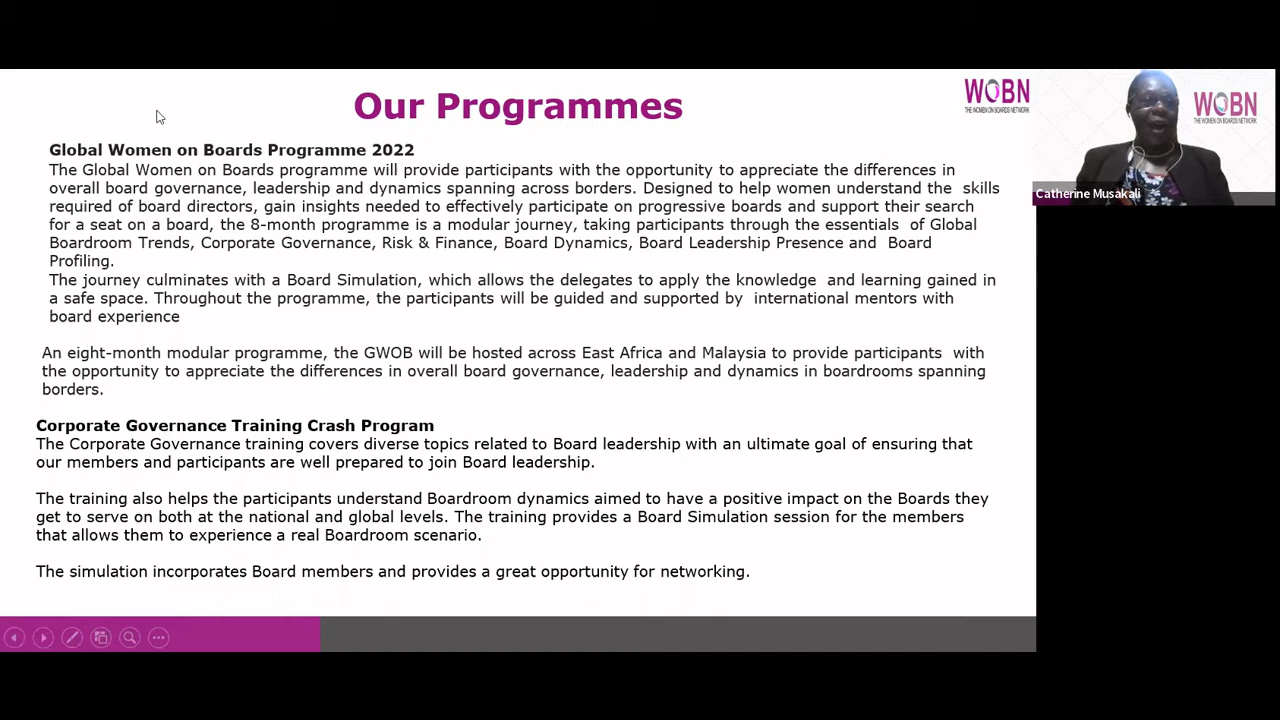 Our Programmes
WOBN
THE WOMEN ON BOARDS NETWORK
WOBN
THE WOMEN ON BOARDS NETWORK
Catherine Musakali
Global Women on Boards Programme 2022
The Global Women on Boards programme will provide participants with the opportunity to appreciate the differences in
overall board governance, leadership and dynamics spanning across borders. Designed to help women understand the skills
required of board directors, gain insights needed to effectively participate on progressive boards and support their search
for a seat on a board, the 8-month programme is a modular journey, taking participants through the essentials of Global
Boardroom Trends, Corporate Governance, Risk & Finance, Board Dynamics, Board Leadership Presence and Board
Profiling.
The journey culminates with a Board Simulation, which allows the delegates to apply the knowledge and learning gained in
a safe space. Throughout the programme, the participants will be guided and supported by international mentors with
board experience
An eight-month modular programme, the GWOB will be hosted across East Africa and Malaysia to provide participants with
the opportunity to appreciate the differences in overall board governance, leadership and dynamics in boardrooms spanning
borders.
Corporate Governance Training Crash Program
The Corporate Governance training covers diverse topics related to Board leadership with an ultimate goal of ensuring that
our members and participants are well prepared to join Board leadership.
The training also helps the participants understand Boardroom dynamics aimed to have a positive impact on the Boards they
get to serve on both at the national and global levels. The training provides a Board Simulation session for the members
that allows them to experience a real Boardroom scenario.
The simulation incorporates Board members and provides a great opportunity for networking.